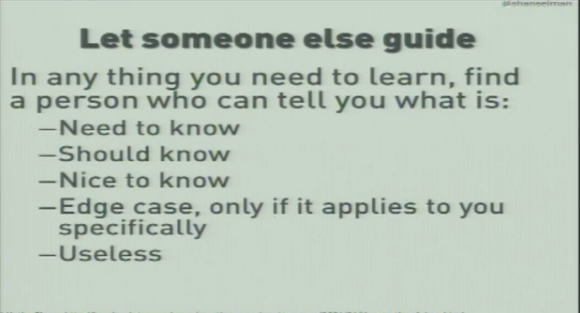 @shanselman
Let someone else guide
In any thing you need to learn, find
a person who can tell you what is:
—Need to know
—Should know
—Nice to know
—Edge case, only if it applies to you
specifically
—Useless